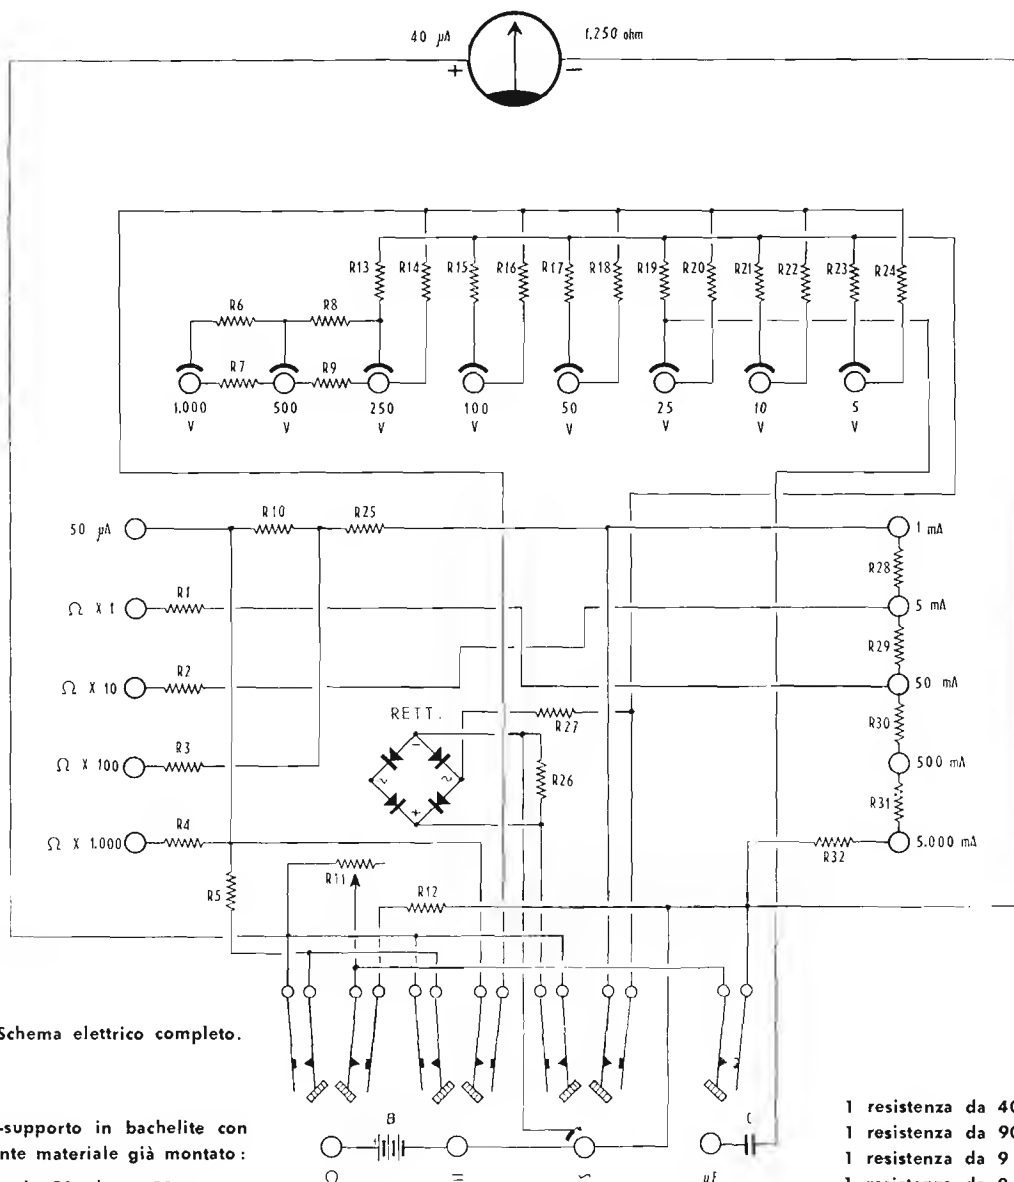 40 µA
1,250 ohm
+
−
R13
R14
R15
R16
R17
R18
R19
R20
R21
R22
R23
R24
R6
R8
R7
R9
1.000 V
500 V
250 V
100 V
50 V
25 V
10 V
5 V
50 µA
R10
R25
1 mA
R28
Ω X 1
R1
5 mA
R29
Ω X 10
R2
50 mA
RETT.
R27
R30
Ω X 100
R3
−
~
~
+
R26
500 mA
R31
Ω X 1.000
R4
R32
5.000 mA
R11
R5
R12
Schema elettrico completo.
-supporto in bachelite con
nte materiale già montato :
B
C
Ω
=
~
µF
1 resistenza da 40
1 resistenza da 90
1 resistenza da 9